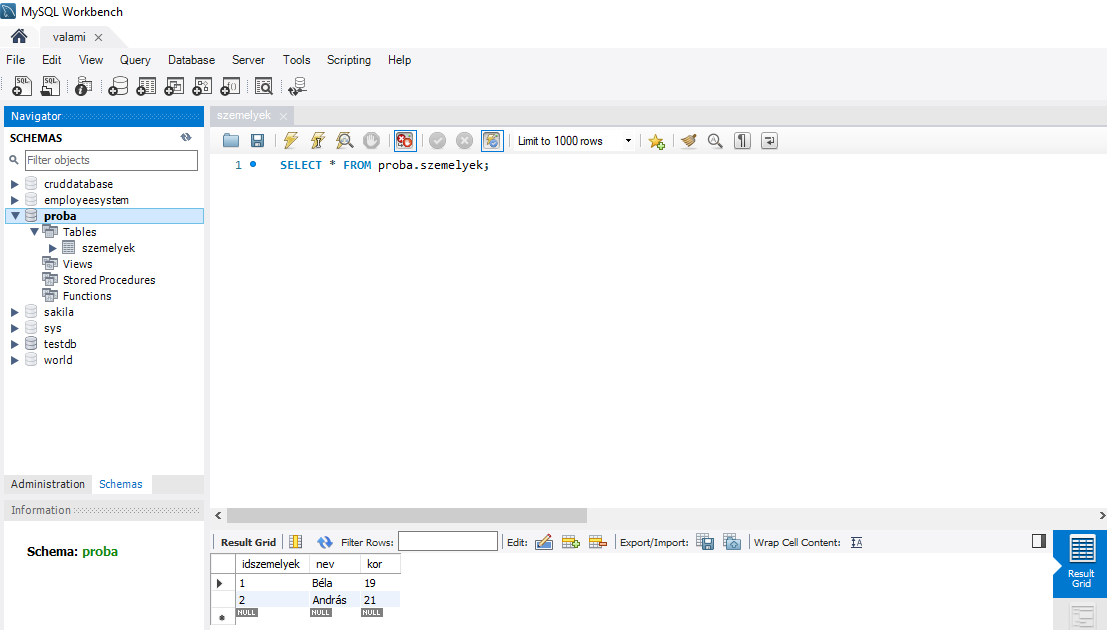 MySQL Workbench
valami
File Edit View Query Database Server Tools Scripting Help
SQL SQL
Navigator
SCHEMAS
Filter objects
cruddatabase
employeesystem
proba
Tables
szemelyek
Views
Stored Procedures
Functions
sakila
sys
testdb
world
Administration Schemas
Information
Schema: proba
szemelyek
Limit to 1000 rows
1 SELECT * FROM proba.szemelyek;
Result Grid Filter Rows: Edit: Export/Import: Wrap Cell Content: IA
idszemelyek nev kor
1 Béla 19
2 András 21
NULL NULL NULL
Result
Grid